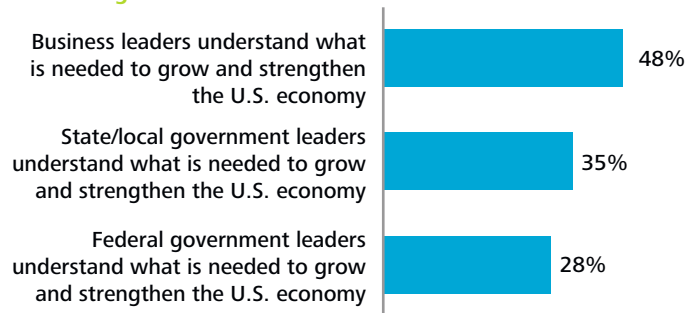 Business leaders understand what
is needed to grow and strengthen
the U.S. economy
48%
State/local government leaders
understand what is needed to grow
and strengthen the U.S. economy
35%
Federal government leaders
understand what is needed to grow
and strengthen the U.S. economy
28%